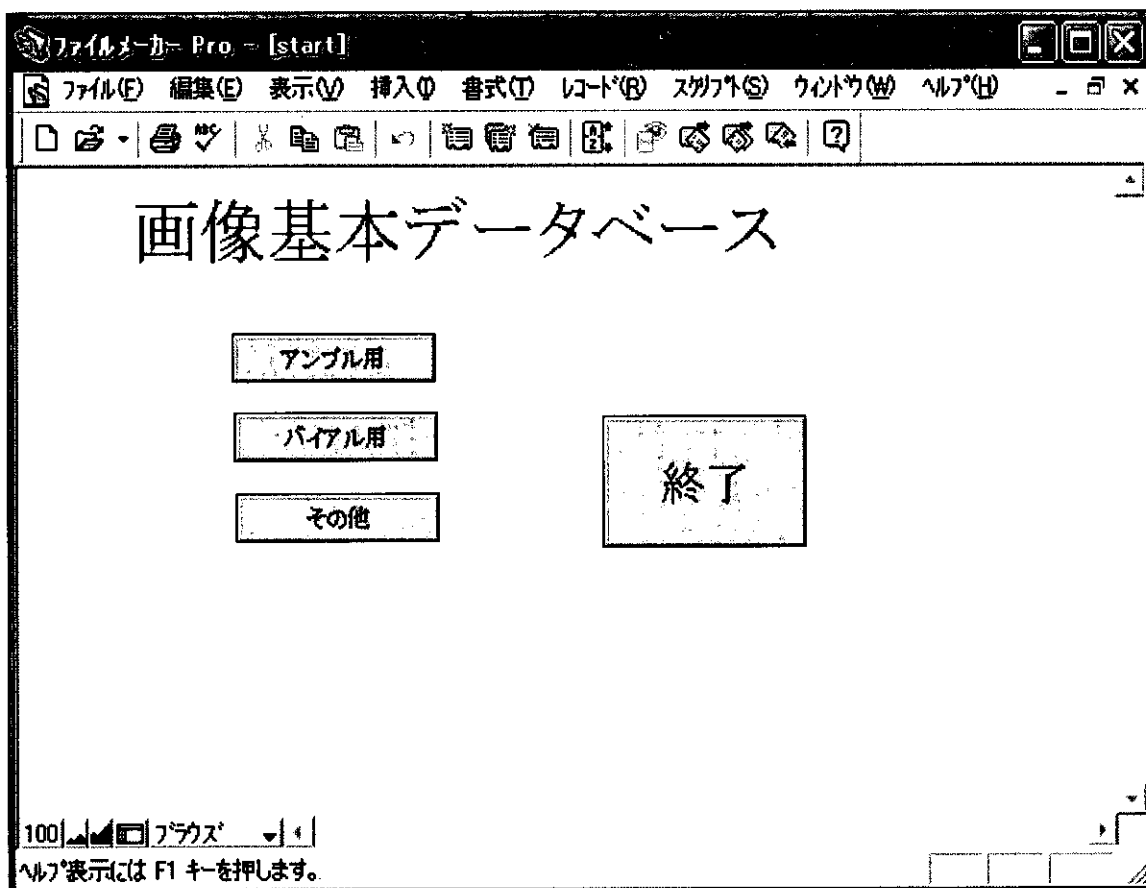 ファイルメーカー Pro - [start]
ファイル(F) 編集(E) 表示(V) 挿入(I) 書式(T) レコード(R) スクリプト(S) ウィンドウ(W) ヘルプ(H)
画像基本データベース
アンプル用
バイアル用
その他
終了
100 ブラウズ
ヘルプ表示には F1 キーを押します。